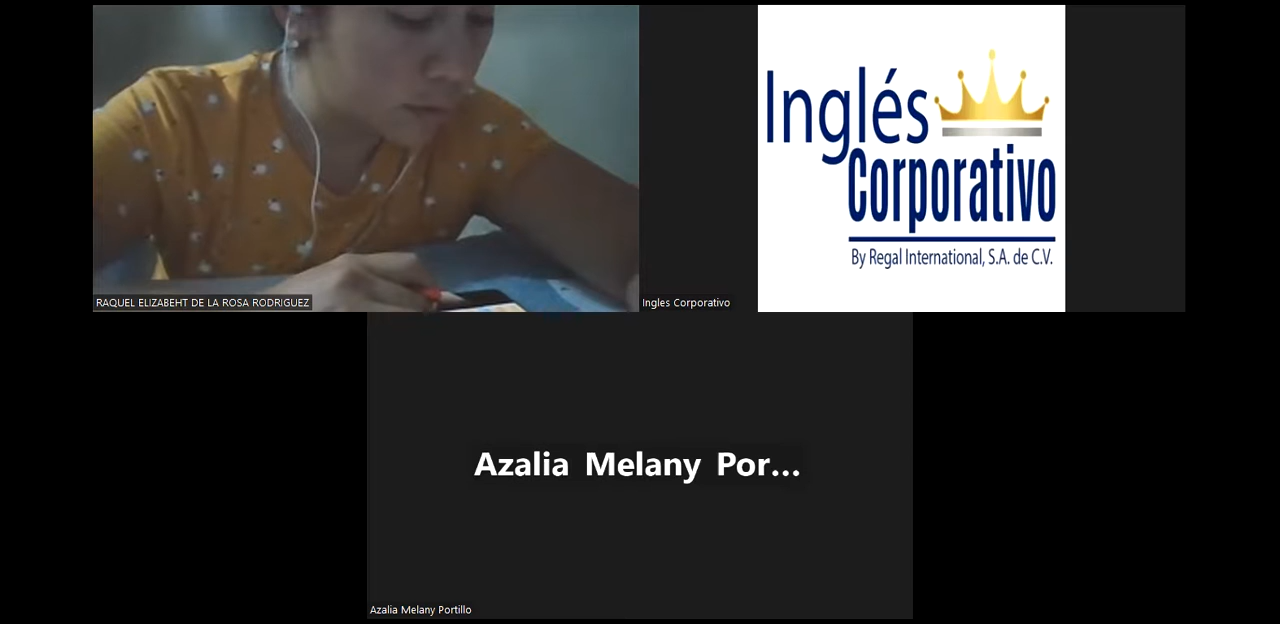 RAQUEL ELIZABEHT DE LA ROSA RODRIGUEZ
Inglés
Corporativo
By Regal International, S.A. de C.V.
Ingles Corporativo
Azalia Melany Por...
Azalia Melany Portillo